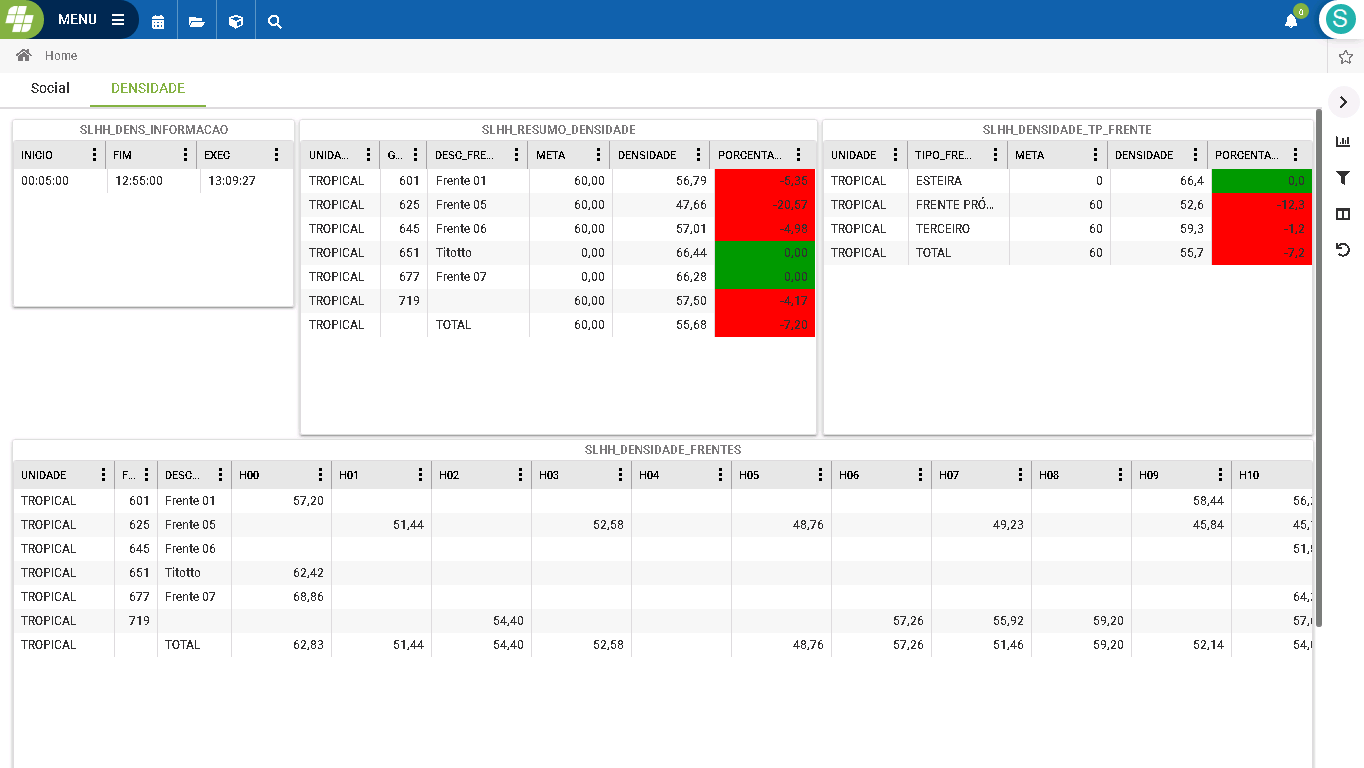 MENU
0
S
Home
Social DENSIDADE
SLHH_DENS_INFORMACAO
INICIO FIM EXEC
00:05:00 12:55:00 13:09:27
SLHH_RESUMO_DENSIDADE
UNIDA... G... DESC_FRE... META DENSIDADE PORCENTA...
TROPICAL 601 Frente 01 60,00 56,79 -5,35
TROPICAL 625 Frente 05 60,00 47,66 -20,57
TROPICAL 645 Frente 06 60,00 57,01 -4,98
TROPICAL 651 Titotto 0,00 66,44 0,00
TROPICAL 677 Frente 07 0,00 66,28 0,00
TROPICAL 719 60,00 57,50 -4,17
TROPICAL TOTAL 60,00 55,68 -7,20
SLHH_DENSIDADE_TP_FRENTE
UNIDADE TIPO_FRE... META DENSIDADE PORCENTA...
TROPICAL ESTEIRA 0 66,4 0,0
TROPICAL FRENTE PRÓ... 60 52,6 -12,3
TROPICAL TERCEIRO 60 59,3 -1,2
TROPICAL TOTAL 60 55,7 -7,2
SLHH_DENSIDADE_FRENTES
UNIDADE F... DESC... H00 H01 H02 H03 H04 H05 H06 H07 H08 H09 H10
TROPICAL 601 Frente 01 57,20 58,44 56,
TROPICAL 625 Frente 05 51,44 52,58 48,76 49,23 45,84 45,
TROPICAL 645 Frente 06 51,
TROPICAL 651 Titotto 62,42
TROPICAL 677 Frente 07 68,86 64,
TROPICAL 719 54,40 57,26 55,92 59,20 57,
TROPICAL TOTAL 62,83 51,44 54,40 52,58 48,76 57,26 51,46 59,20 52,14 54,